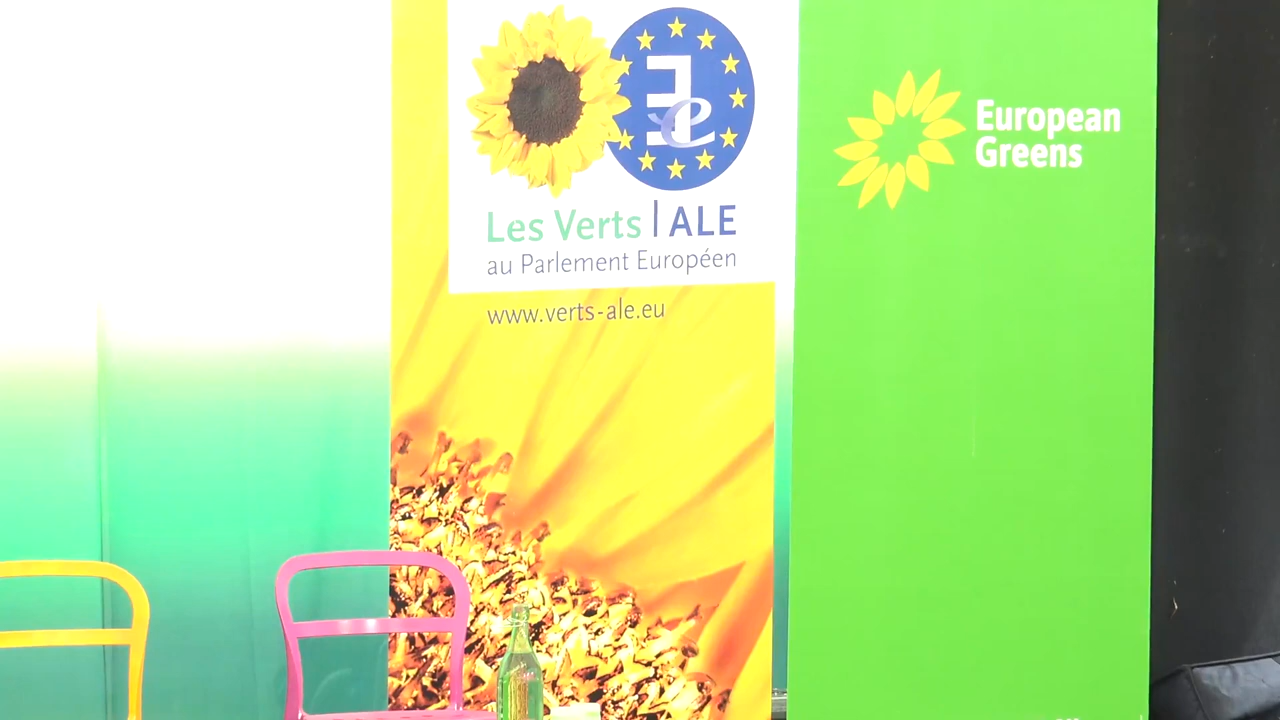 Les Verts | ALE
au Parlement Européen
www.verts-ale.eu
European
Greens